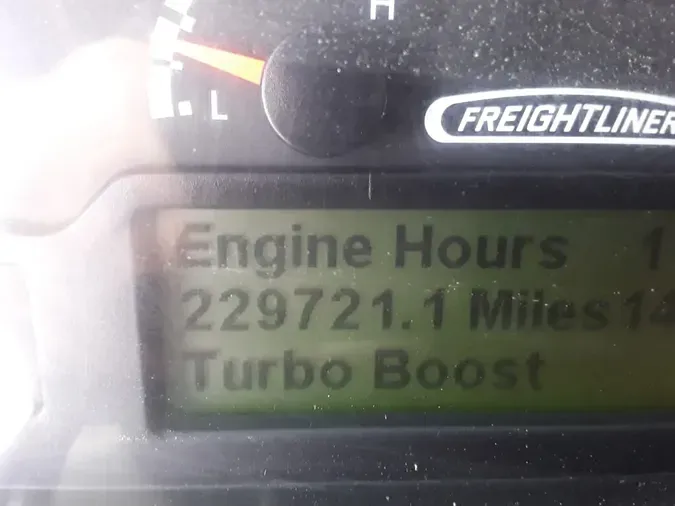 H
L
FREIGHTLINER
Engine Hours 1
229721.1 Miles 14
Turbo Boost